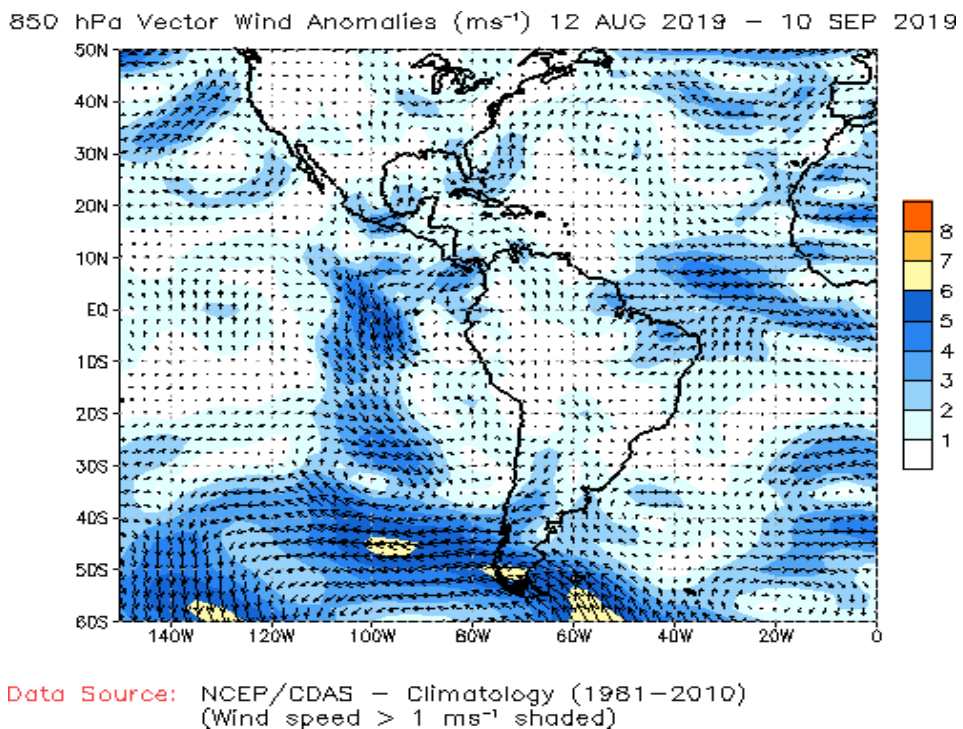 850 hPa Vector Wind Anomalies (ms⁻¹) 12 AUG 2019 – 10 SEP 2019
50N
40N
30N
20N
10N
EQ
10S
20S
30S
40S
50S
60S
140W 120W 100W 80W 60W 40W 20W 0
8
7
6
5
4
3
2
1
Data Source: NCEP/CDAS – Climatology (1981–2010)
(Wind speed > 1 ms⁻¹ shaded)